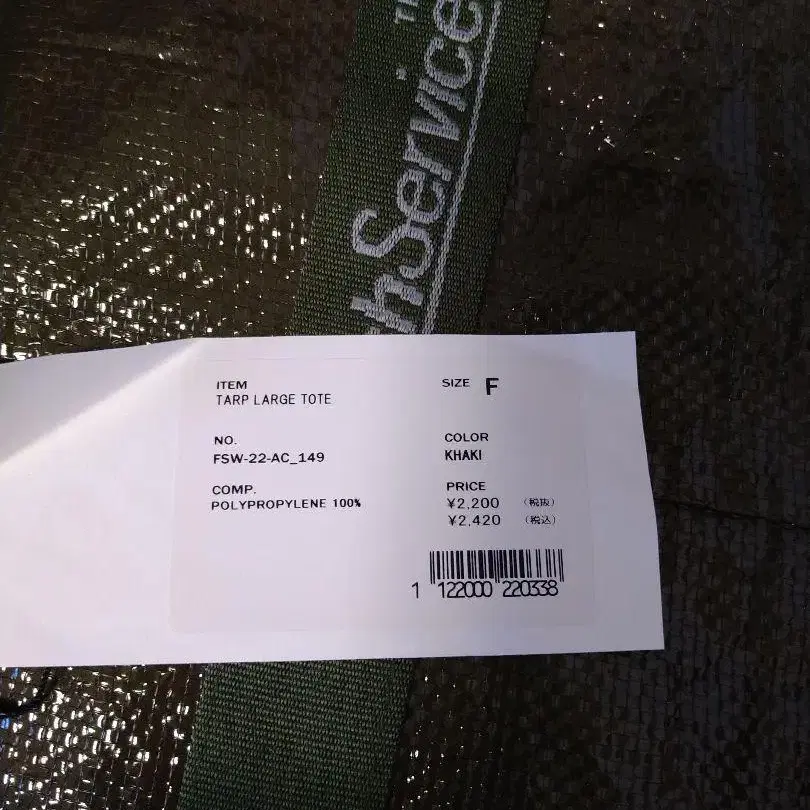 Service
ITEM
TARP LARGE TOTE
SIZE F
NO.
FSW-22-AC_149
COLOR
KHAKI
COMP.
POLYPROPYLENE 100%
PRICE
¥2,200 (税抜)
¥2,420 (税込)
1 122000 220338